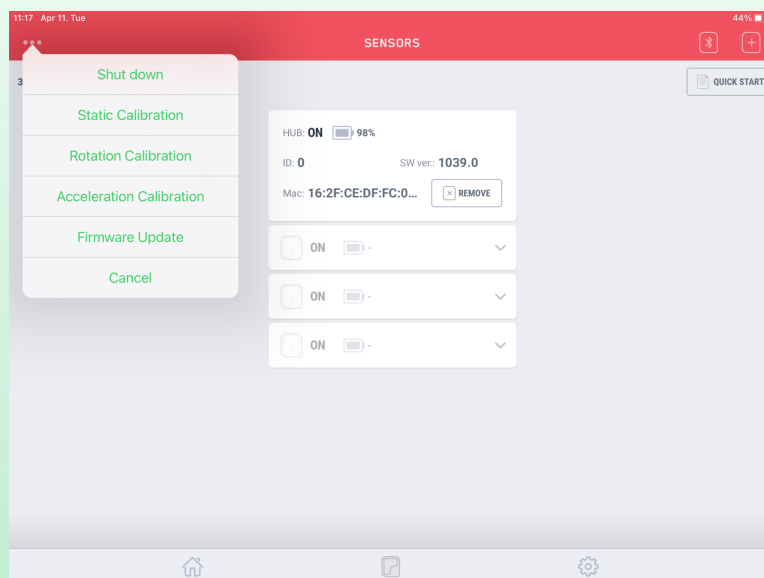 11:17 Apr 11. Tue
44%
SENSORS
3
QUICK START
Shut down
Static Calibration
Rotation Calibration
Acceleration Calibration
Firmware Update
Cancel
HUB: ON 98%
ID: 0 SW ver.: 1039.0
Mac: 16:2F:CE:DF:FC:0... REMOVE
ON -
ON -
ON -